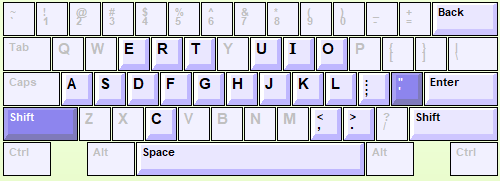 ~ ` ! 1 @ 2 # 3 $ 4 % 5 ^ 6 & 7 * 8 ( 9 ) 0 _ - + = Back
Tab Q W E R T Y U I O P { [ } ] | \
Caps A S D F G H J K L : ; " ' Enter
Shift Z X C V B N M < , > . ? / Shift
Ctrl Alt Space Alt Ctrl